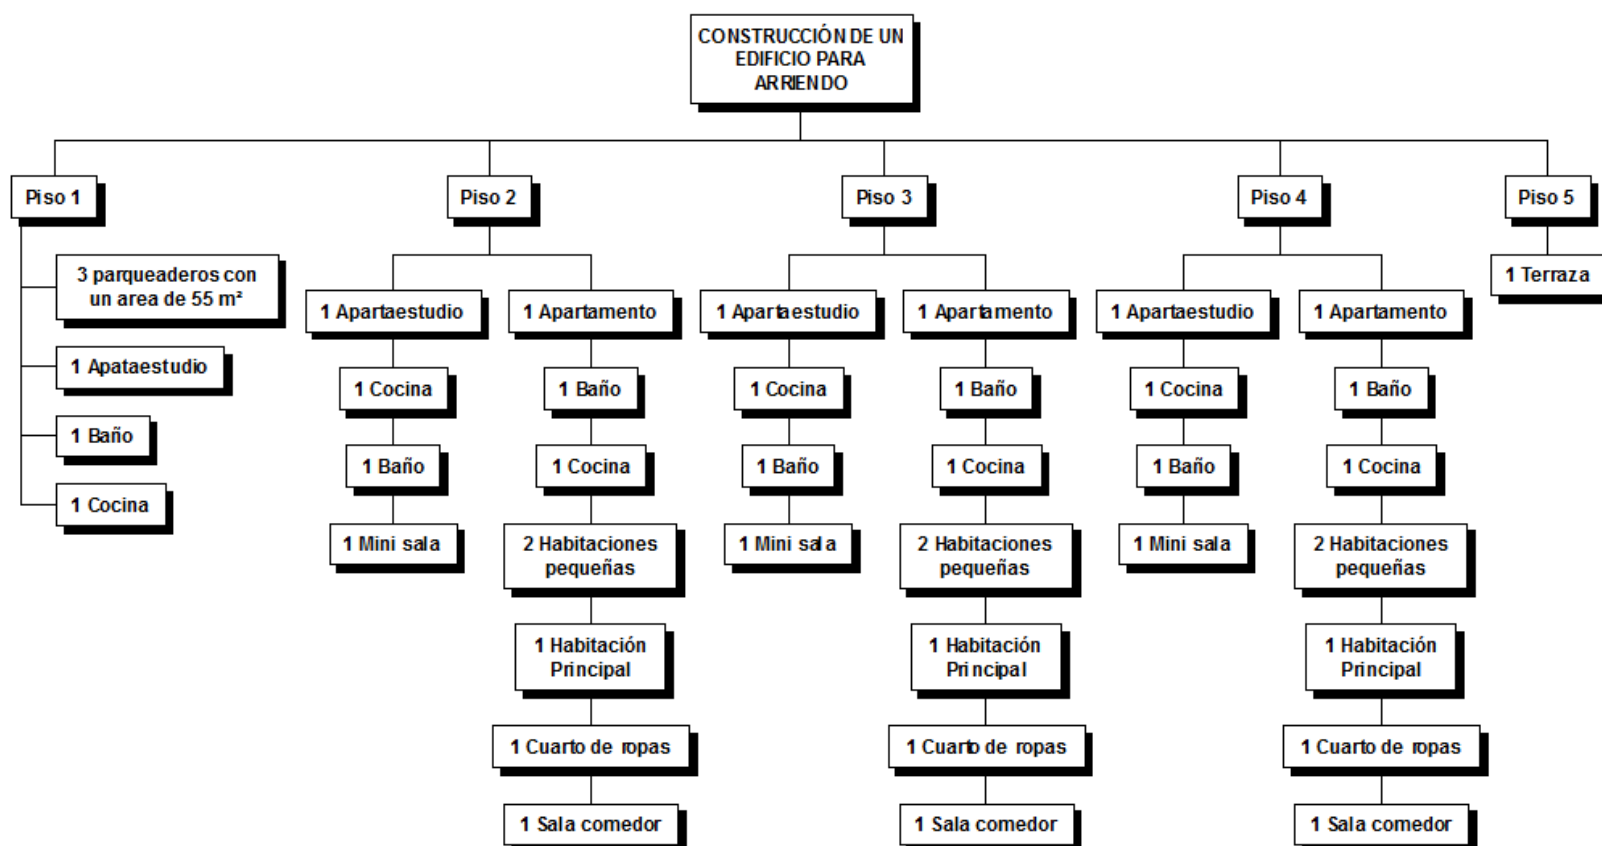 CONSTRUCCIÓN DE UN
EDIFICIO PARA
ARRIENDO
Piso 1
Piso 2
Piso 3
Piso 4
Piso 5
3 parqueaderos con
un area de 55 m²
1 Apataestudio
1 Baño
1 Cocina
1 Apartaestudio
1 Cocina
1 Baño
1 Mini sala
1 Apartamento
1 Baño
1 Cocina
2 Habitaciones
pequeñas
1 Habitación
Principal
1 Cuarto de ropas
1 Sala comedor
1 Apartaestudio
1 Cocina
1 Baño
1 Mini sala
1 Apartamento
1 Baño
1 Cocina
2 Habitaciones
pequeñas
1 Habitación
Principal
1 Cuarto de ropas
1 Sala comedor
1 Apartaestudio
1 Cocina
1 Baño
1 Mini sala
1 Apartamento
1 Baño
1 Cocina
2 Habitaciones
pequeñas
1 Habitación
Principal
1 Cuarto de ropas
1 Sala comedor
1 Terraza